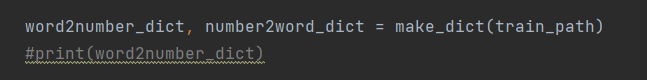 word2number_dict, number2word_dict = make_dict(train_path)
#print(word2number_dict)